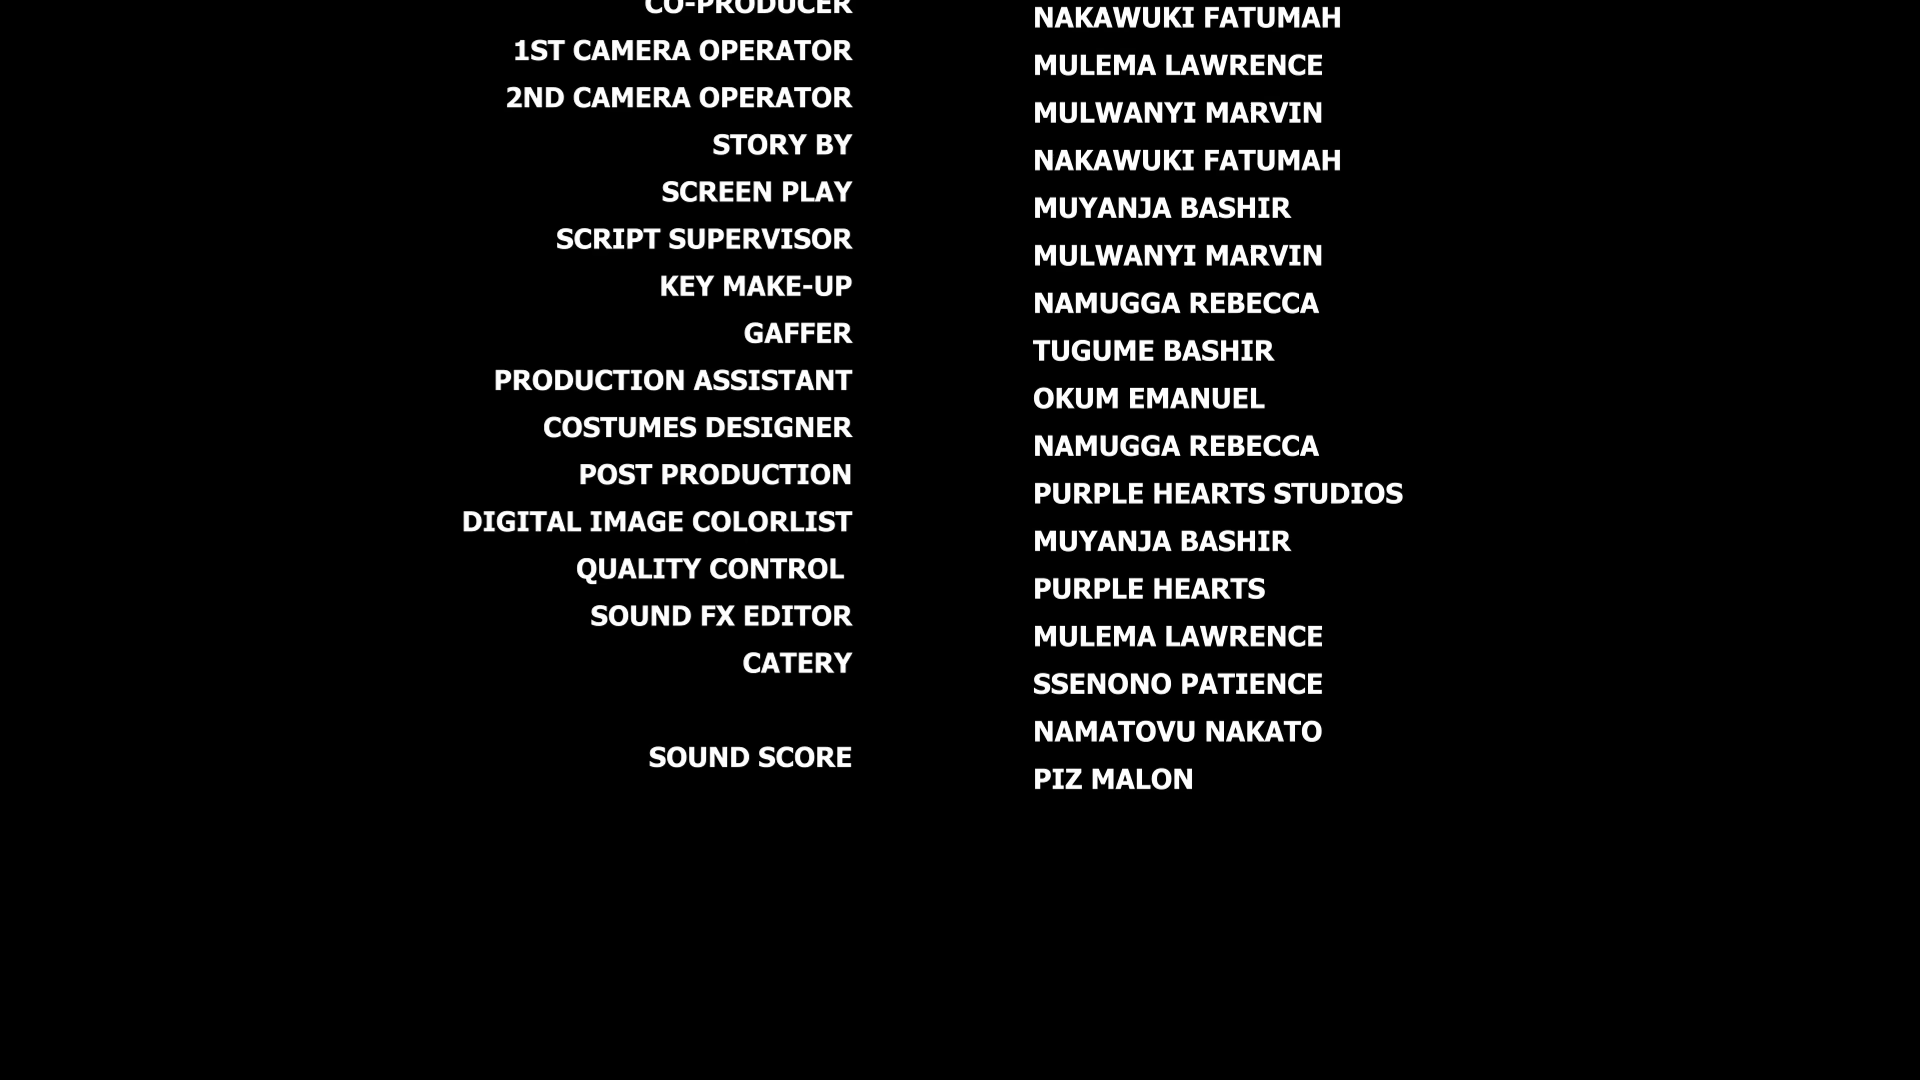 CO-PRODUCER NAKAWUKI FATUMAH
1ST CAMERA OPERATOR MULEMA LAWRENCE
2ND CAMERA OPERATOR MULWANYI MARVIN
STORY BY NAKAWUKI FATUMAH
SCREEN PLAY MUYANJA BASHIR
SCRIPT SUPERVISOR MULWANYI MARVIN
KEY MAKE-UP NAMUGGA REBECCA
GAFFER TUGUME BASHIR
PRODUCTION ASSISTANT OKUM EMANUEL
COSTUMES DESIGNER NAMUGGA REBECCA
POST PRODUCTION PURPLE HEARTS STUDIOS
DIGITAL IMAGE COLORLIST MUYANJA BASHIR
QUALITY CONTROL PURPLE HEARTS
SOUND FX EDITOR MULEMA LAWRENCE
CATERY SSENONO PATIENCE
NAMATOVU NAKATO
SOUND SCORE PIZ MALON